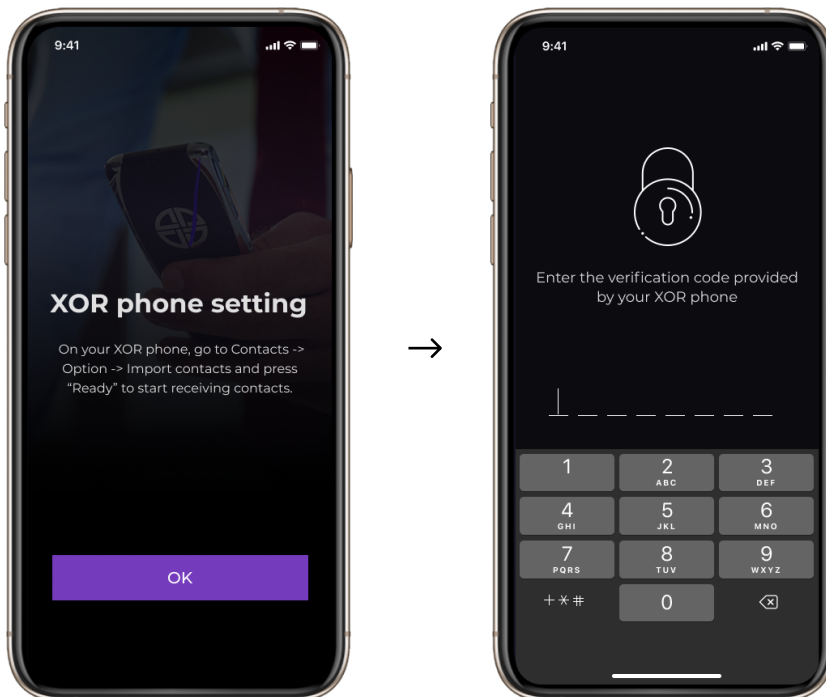 9:41
XOR phone setting
On your XOR phone, go to Contacts ->
Option -> Import contacts and press
“Ready” to start receiving contacts.
OK
→
9:41
Enter the verification code provided
by your XOR phone
1
2
ABC
3
DEF
4
GHI
5
JKL
6
MNO
7
PQRS
8
TUV
9
WXYZ
+*#
0